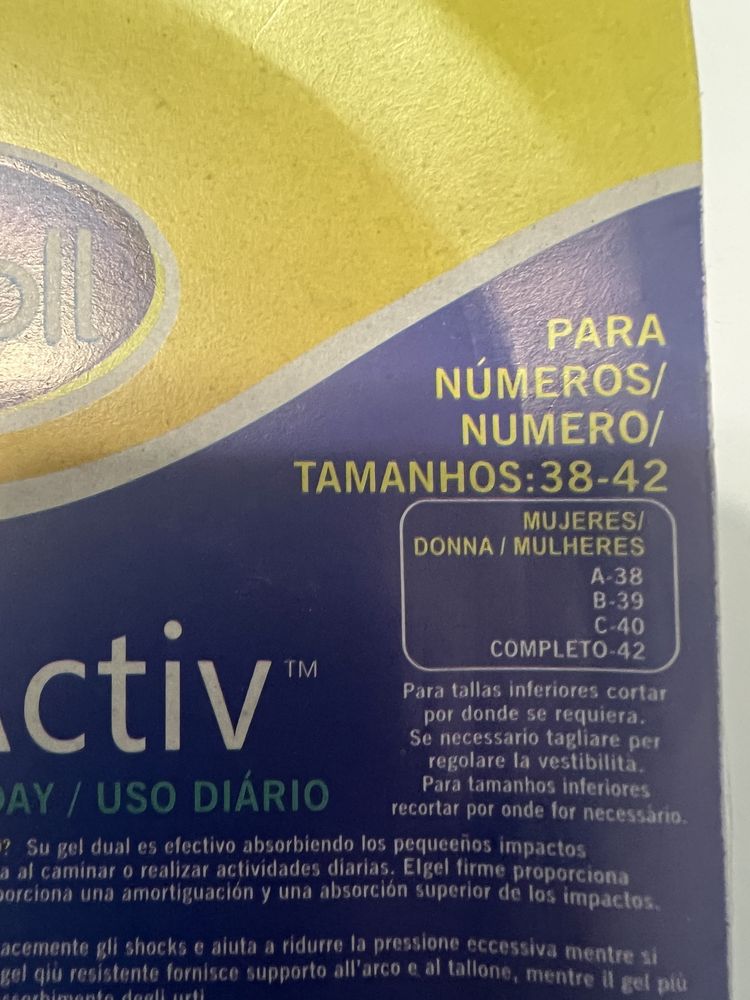 oll
PARA
NÚMEROS/
NUMERO/
TAMANHOS:38-42
MUJERES/
DONNA / MULHERES
A-38
B-39
C-40
COMPLETO-42
Activ™
Para tallas inferiores cortar
por donde se requiera.
Se necessario tagliare per
regolare la vestibilità.
Para tamanhos inferiores
recortar por onde for necessário.
DAY / USO DIÁRIO
? Su gel dual es efectivo absorbiendo los pequeeños impactos
a al caminar o realizar actividades diarias. Elgel firme proporciona
porciona una amortiguación y una absorción superior de los impactos.
acemente gli shocks e aiuta a ridurre la pressione eccessiva mentre si
gel qiù resistente fornisce supporto all'arco e al tallone, mentre il gel più
ssorbimento degli urti